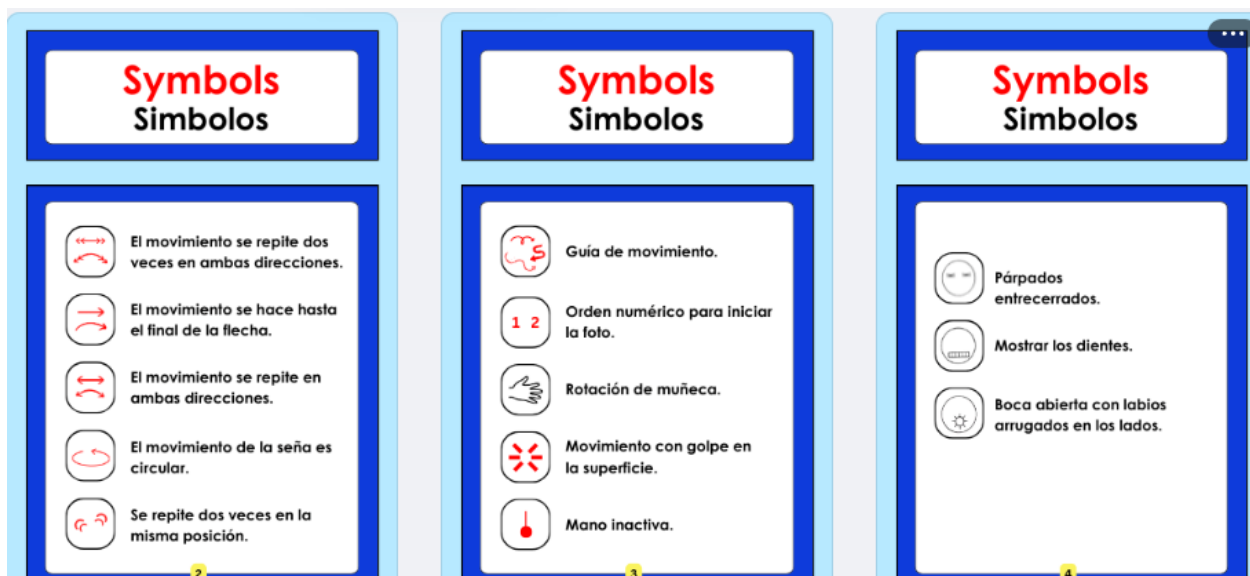 Symbols
Simbolos
El movimiento se repite dos
veces en ambas direcciones.
El movimiento se hace hasta
el final de la flecha.
El movimiento se repite en
ambas direcciones.
El movimiento de la seña es
circular.
Se repite dos veces en la
misma posición.
2
Symbols
Simbolos
Guía de movimiento.
1 2
Orden numérico para iniciar
la foto.
Rotación de muñeca.
Movimiento con golpe en
la superficie.
Mano inactiva.
3
Symbols
Simbolos
Párpados
entrecerrados.
Mostrar los dientes.
Boca abierta con labios
arrugados en los lados.
4